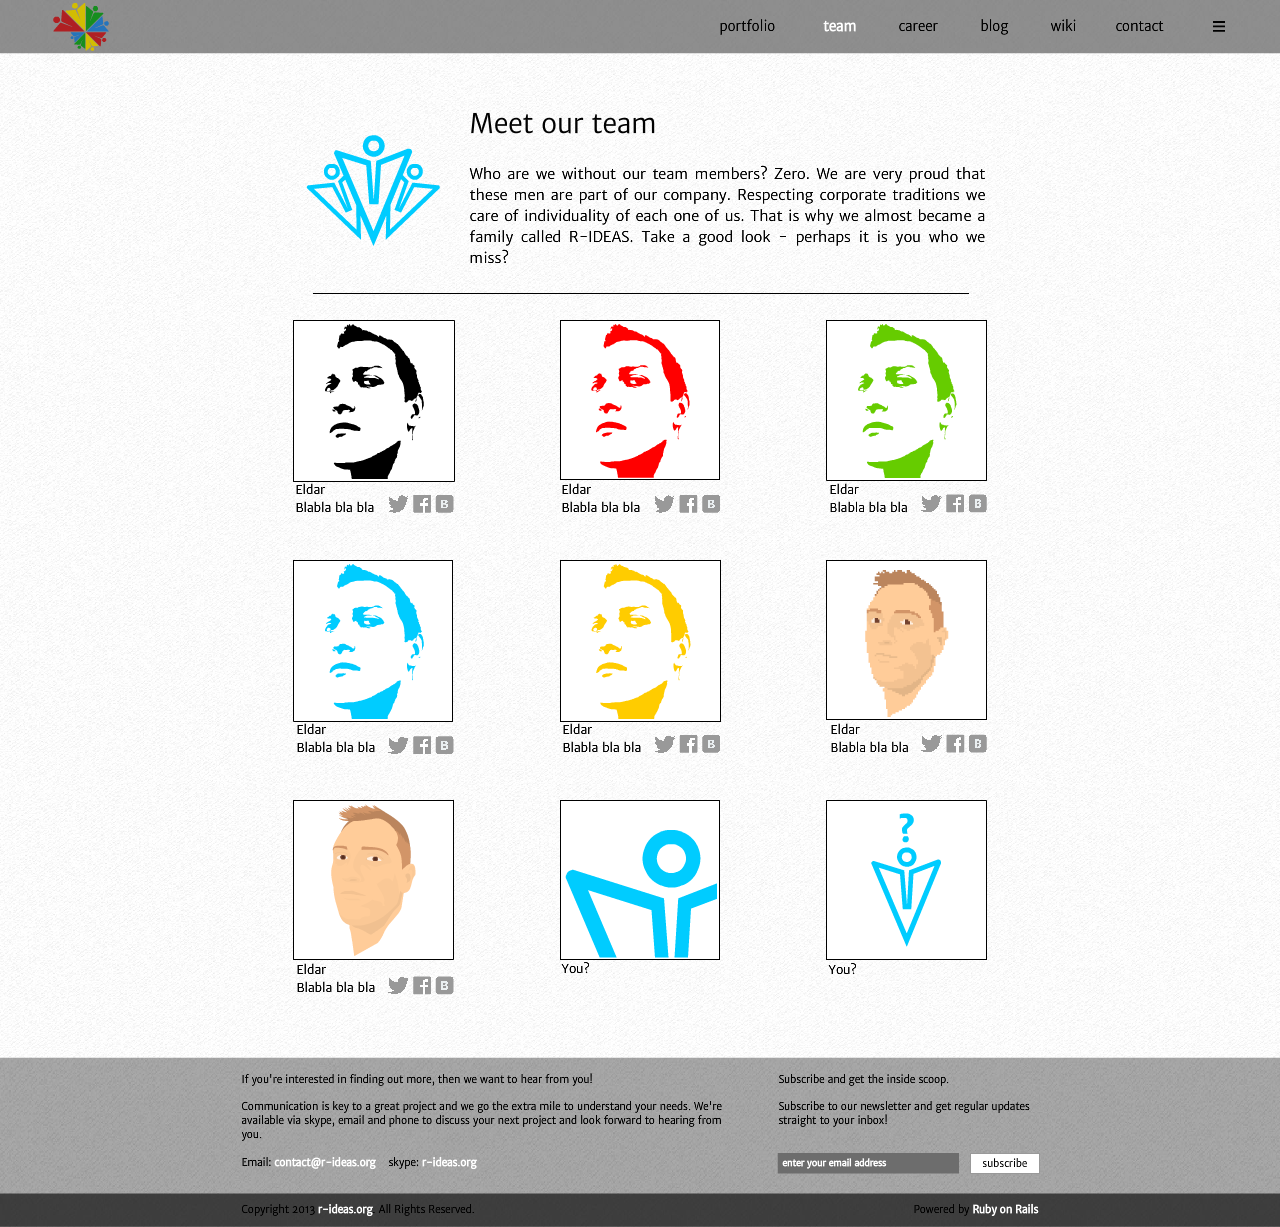 portfolio team career blog wiki contact
Meet our team
Who are we without our team members? Zero. We are very proud that
these men are part of our company. Respecting corporate traditions we
care of individuality of each one of us. That is why we almost became a
family called R-IDEAS. Take a good look - perhaps it is you who we
miss?
Eldar
Blabla bla bla
Eldar
Blabla bla bla
Eldar
Blabla bla bla
Eldar
Blabla bla bla
Eldar
Blabla bla bla
Eldar
Blabla bla bla
Eldar
Blabla bla bla
You?
?
You?
If you're interested in finding out more, then we want to hear from you!
Communication is key to a great project and we go the extra mile to understand your needs. We're
available via skype, email and phone to discuss your next project and look forward to hearing from
you.
Email: contact@r-ideas.org skype: r-ideas.org
Subscribe and get the inside scoop.
Subscribe to our newsletter and get regular updates
straight to your inbox!
enter your email address subscribe
Copyright 2013 r-ideas.org All Rights Reserved.
Powered by Ruby on Rails